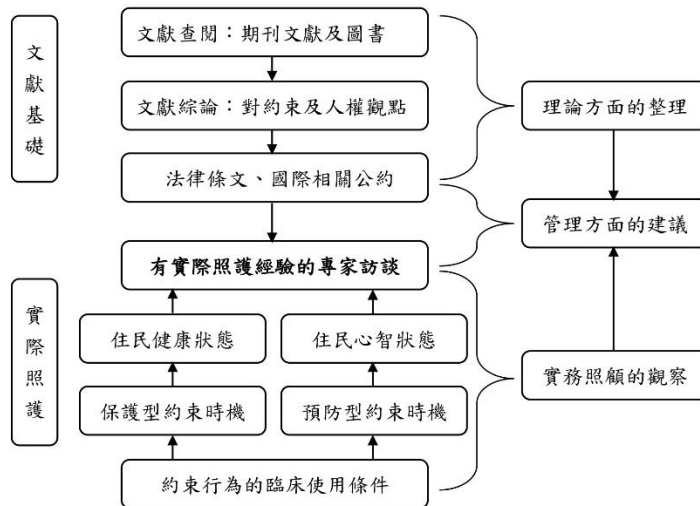 文獻基礎
文獻查閱：期刊文獻及圖書
文獻綜論：對約束及人權觀點
法律條文、國際相關公約
理論方面的整理
管理方面的建議
有實際照護經驗的專家訪談
實際照護
住民健康狀態
住民心智狀態
保護型約束時機
預防型約束時機
約束行為的臨床使用條件
實務照顧的觀察